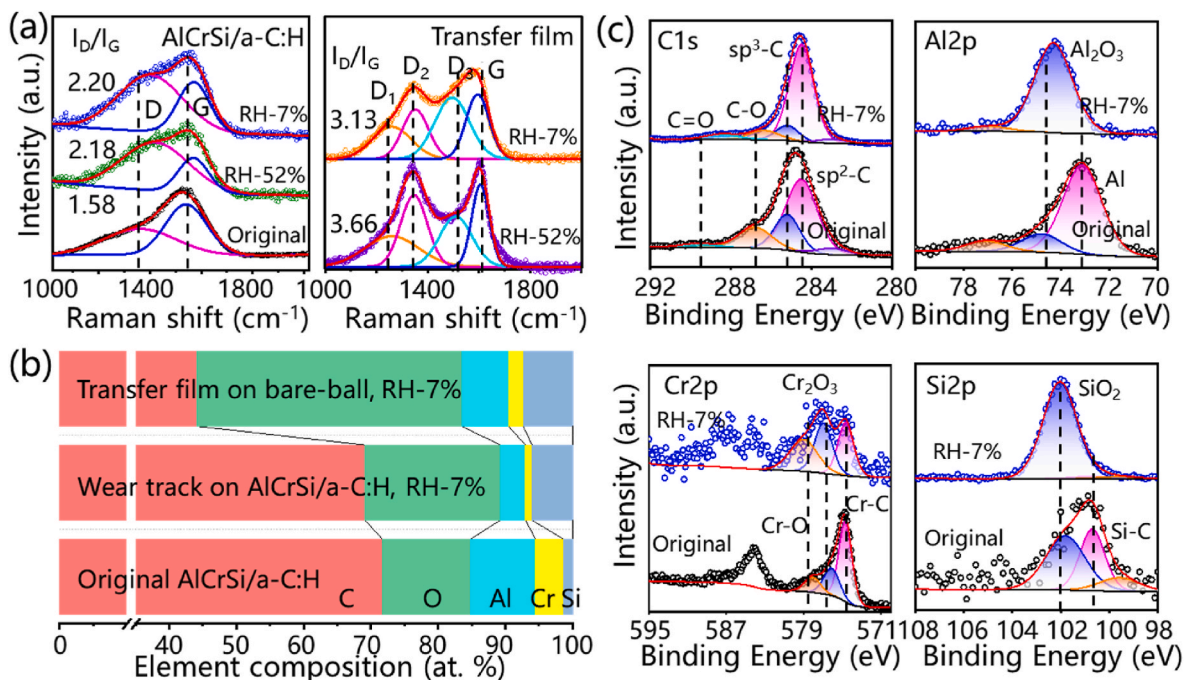 (a)
I_D/I_G AlCrSi/a-C:H
2.20
D G RH-7%
2.18
RH-52%
1.58
Original
Intensity (a.u.)
1000 1400 1800
Raman shift (cm⁻¹)
Transfer film
I_D/I_G D₂ D₃ G
D₁
3.13
RH-7%
3.66
RH-52%
1000 1400 1800
Raman shift (cm⁻¹)
(b)
Transfer film on bare-ball, RH-7%
Wear track on AlCrSi/a-C:H, RH-7%
Original AlCrSi/a-C:H
C O Al Cr Si
0 40 50 60 70 80 90 100
Element composition (at. %)
(c)
C1s sp³-C
C=O C-O RH-7%
sp²-C
Original
Intensity (a.u.)
292 288 284 280
Binding Energy (eV)
Al2p Al₂O₃
RH-7%
Al
Original
80 78 76 74 72 70
Binding Energy (eV)
Cr2p Cr₂O₃
RH-7%
Cr-O Cr-C
Original
Intensity (a.u.)
595 587 579 571
Binding Energy (eV)
Si2p SiO₂
RH-7%
Original Si-C
108 106 104 102 100 98
Binding Energy (eV)